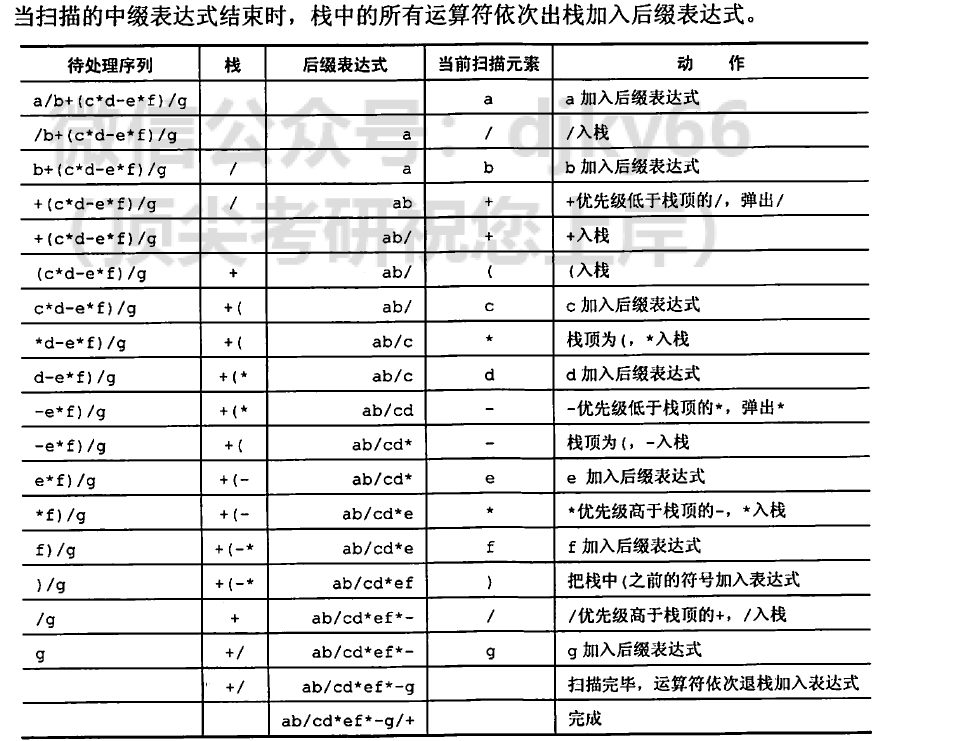 当扫描的中缀表达式结束时，栈中的所有运算符依次出栈加入后缀表达式。
待处理序列 栈 后缀表达式 当前扫描元素 动 作
a/b+(c*d-e*f)/g a a加入后缀表达式
/b+(c*d-e*f)/g a / /入栈
b+(c*d-e*f)/g / a b b加入后缀表达式
+(c*d-e*f)/g / ab + +优先级低于栈顶的/，弹出/
+(c*d-e*f)/g ab/ + +入栈
(c*d-e*f)/g + ab/ ( (入栈
c*d-e*f)/g +( ab/ c c加入后缀表达式
*d-e*f)/g +( ab/c * 栈顶为(，*入栈
d-e*f)/g +(* ab/c d d加入后缀表达式
-e*f)/g +(* ab/cd - -优先级低于栈顶的*，弹出*
-e*f)/g +( ab/cd* - 栈顶为(，-入栈
e*f)/g +(- ab/cd* e e 加入后缀表达式
*f)/g +(- ab/cd*e * *优先级高于栈顶的-，*入栈
f)/g +(-* ab/cd*e f f加入后缀表达式
)/g +(-* ab/cd*ef ) 把栈中(之前的符号加入表达式
/g + ab/cd*ef*- / /优先级高于栈顶的+，/入栈
g +/ ab/cd*ef*- g g加入后缀表达式
+/ ab/cd*ef*-g 扫描完毕，运算符依次退栈加入表达式
ab/cd*ef*-g/+ 完成
微信公众号：djky66
（顶尖考研祝您上岸）